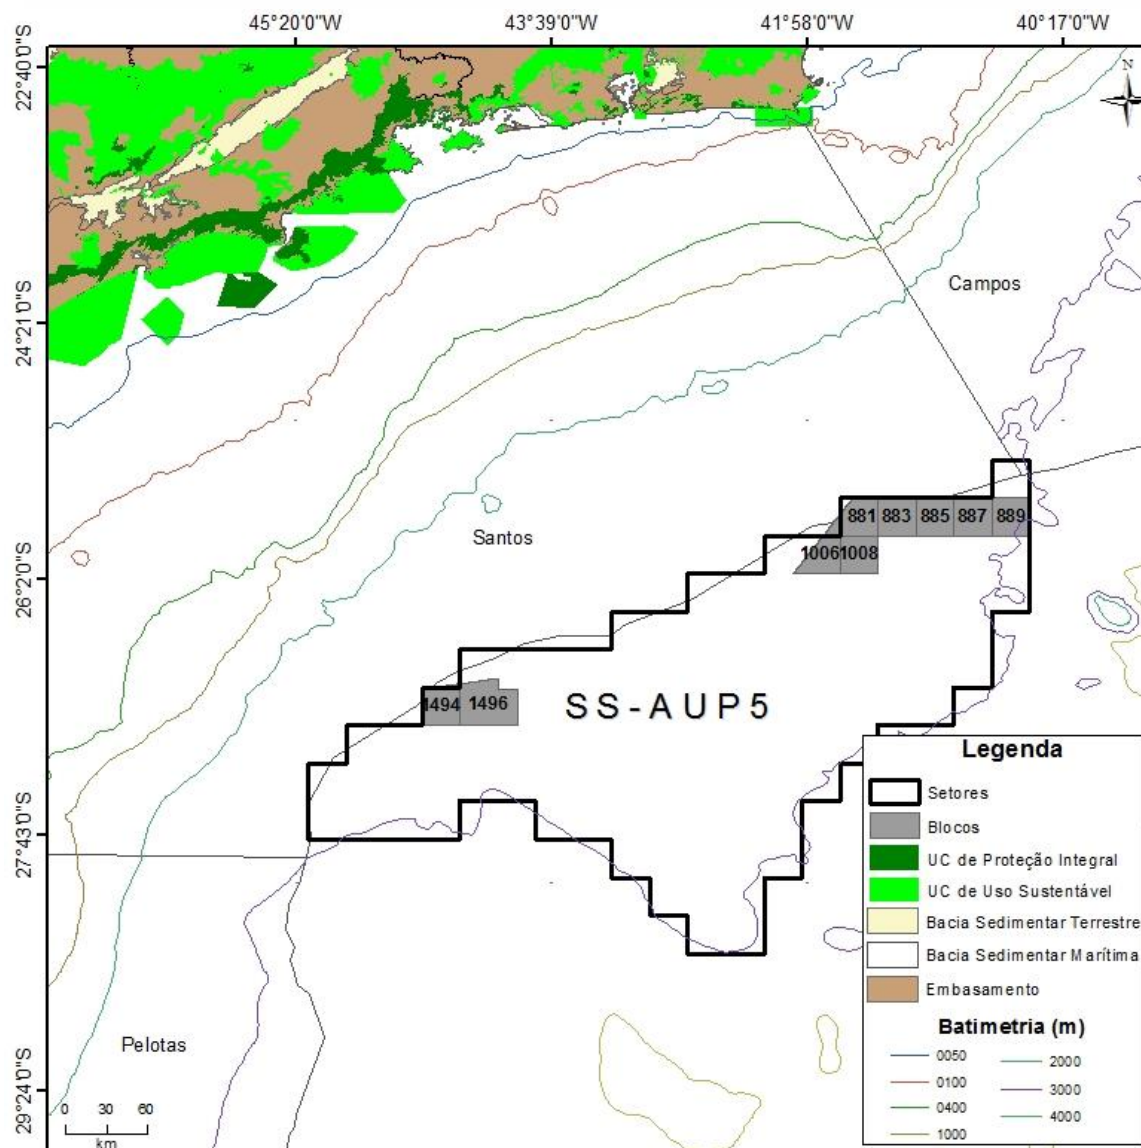 45°20'0"W 43°39'0"W 41°58'0"W 40°17'0"W
22°40'0"S
N
Campos
24°21'0"S
Santos
881 883 885 887 889
1006 1008
26°2'0"S
1494 1496
SS-AUP5
27°43'0"S
Pelotas
29°24'0"S
0 30 60
km
Legenda
Setores
Blocos
UC de Proteção Integral
UC de Uso Sustentável
Bacia Sedimentar Terrestre
Bacia Sedimentar Marítima
Embasamento
Batimetria (m)
0050 2000
0100 3000
0400 4000
1000